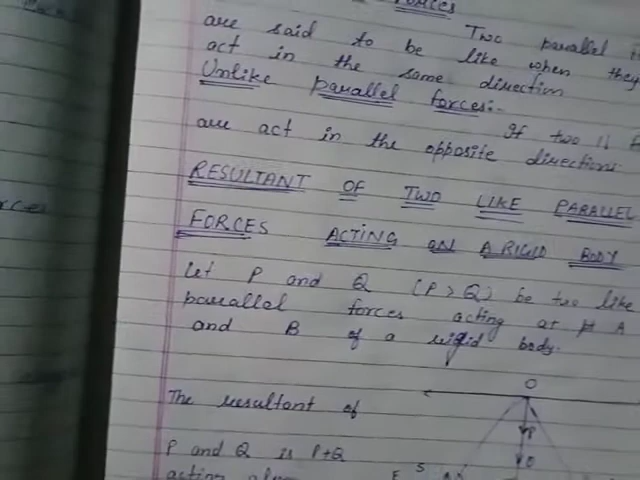 FORCES
Two parallel
are said to be like when they
act in the same direction
Unlike parallel forces:-
If two || f
are act in the opposite directions
RESULTANT OF TWO LIKE PARALLEL
FORCES ACTING ON A RIGID BODY
Let P and Q (P > Q) be two like
parallel forces acting at A
and B of a rigid body.
O
The resultant of
P
P and Q is P+Q
Q
S
F
acting
rces